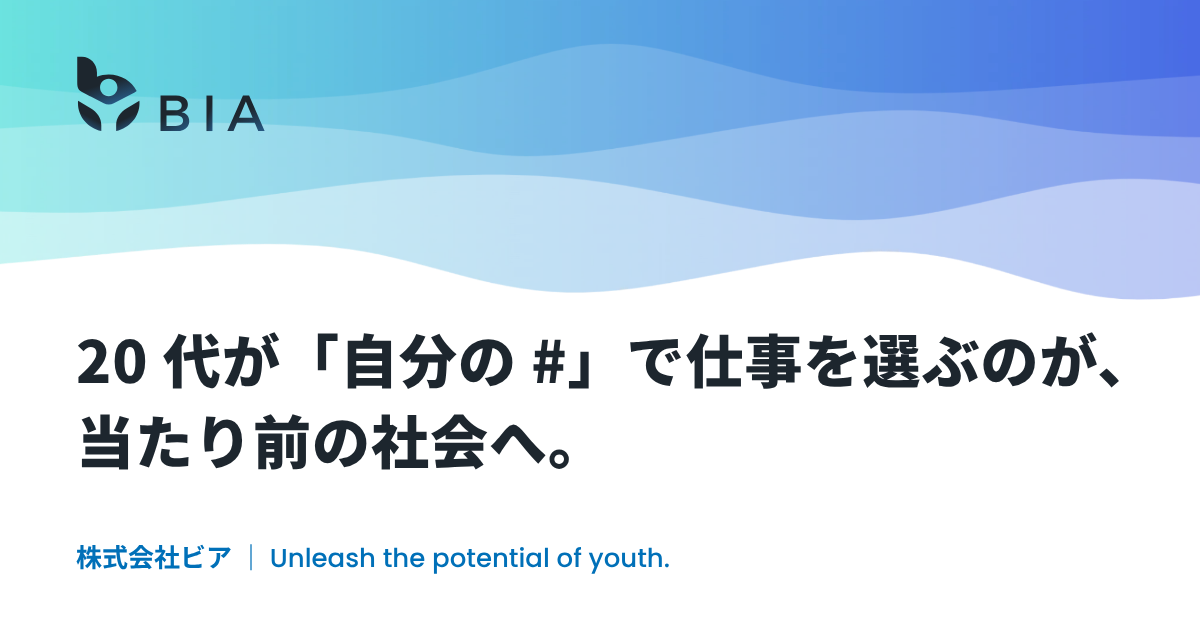 BIA
20 代が「自分の #」で仕事を選ぶのが、
当たり前の社会へ。
株式会社ビア｜Unleash the potential of youth.